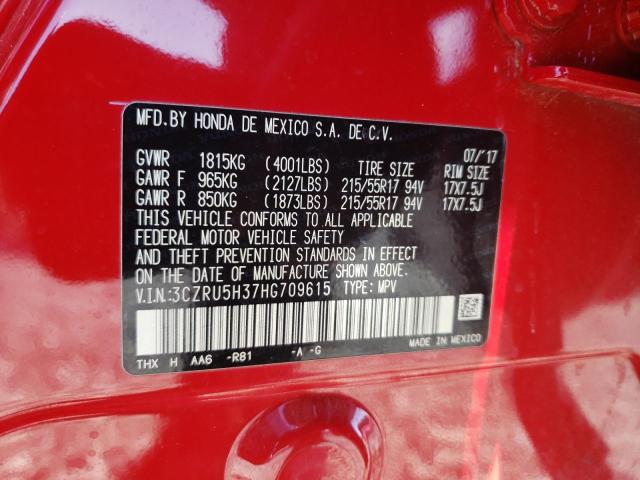 MFD.BY HONDA DE MEXICO S.A. DE C.V.
07/'17
GVWR 1815KG (4001LBS) TIRE SIZE RIM SIZE
GAWR F 965KG (2127LBS) 215/55R17 94V 17X7.5J
GAWR R 850KG (1873LBS) 215/55R17 94V 17X7.5J
THIS VEHICLE CONFORMS TO ALL APPLICABLE
FEDERAL MOTOR VEHICLE SAFETY
AND THEFT PREVENTION STANDARDS IN EFFECT
ON THE DATE OF MANUFACTURE SHOWN ABOVE.
V.I.N.:3CZRU5H37HG709615 TYPE: MPV
THX H AA6 -R81 -A -G
MADE IN MEXICO